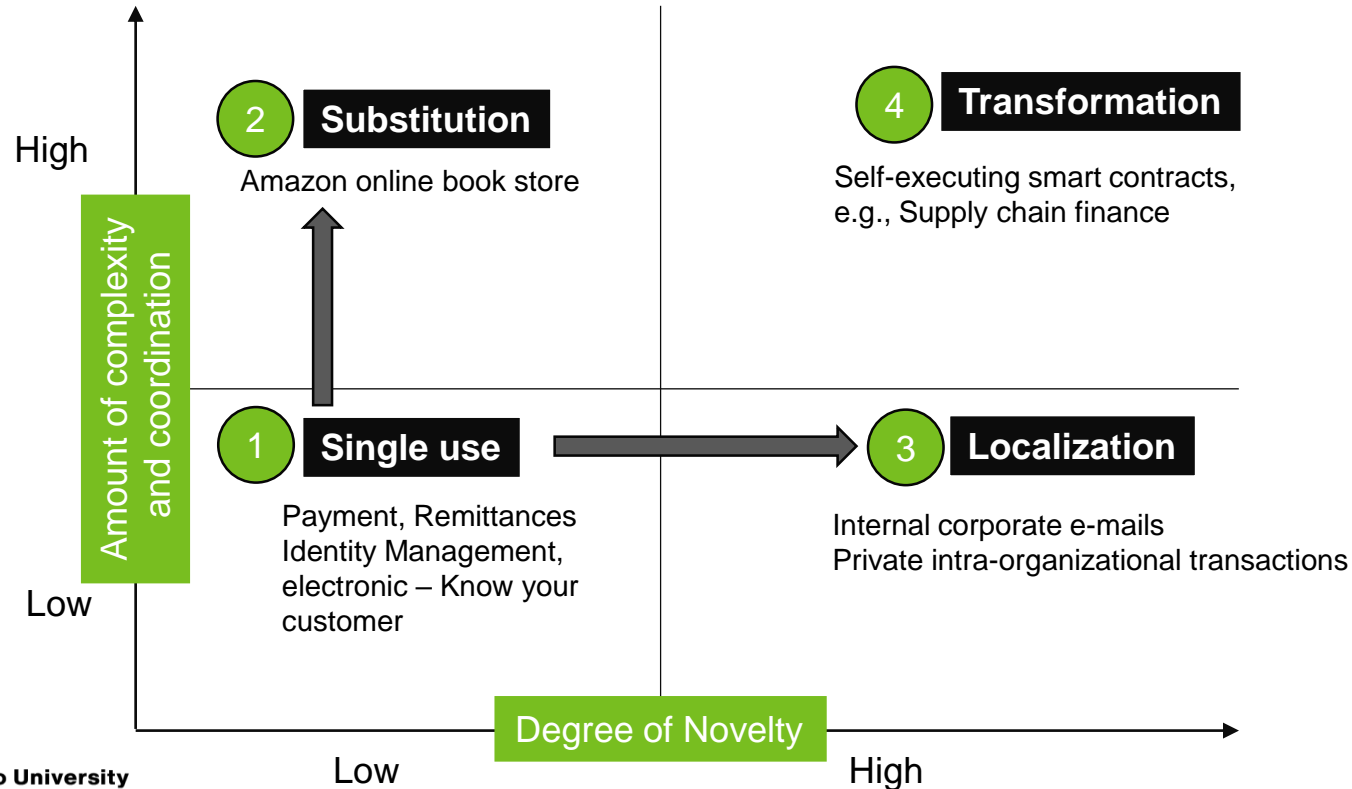 High
Amount of complexity
and coordination
Low
2
Substitution
Amazon online book store
4
Transformation
Self-executing smart contracts,
e.g., Supply chain finance
1
Single use
Payment, Remittances
Identity Management,
electronic – Know your
customer
3
Localization
Internal corporate e-mails
Private intra-organizational transactions
Degree of Novelty
Low
High
University